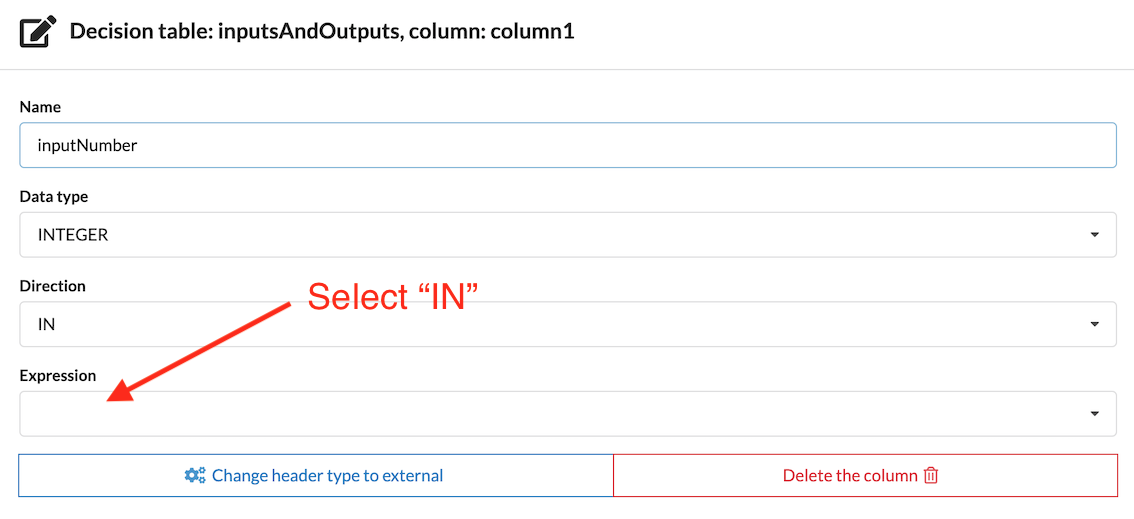 Decision table: inputsAndOutputs, column: column1
Name
inputNumber
Data type
INTEGER
Direction
Select “IN”
IN
Expression
Change header type to external
Delete the column